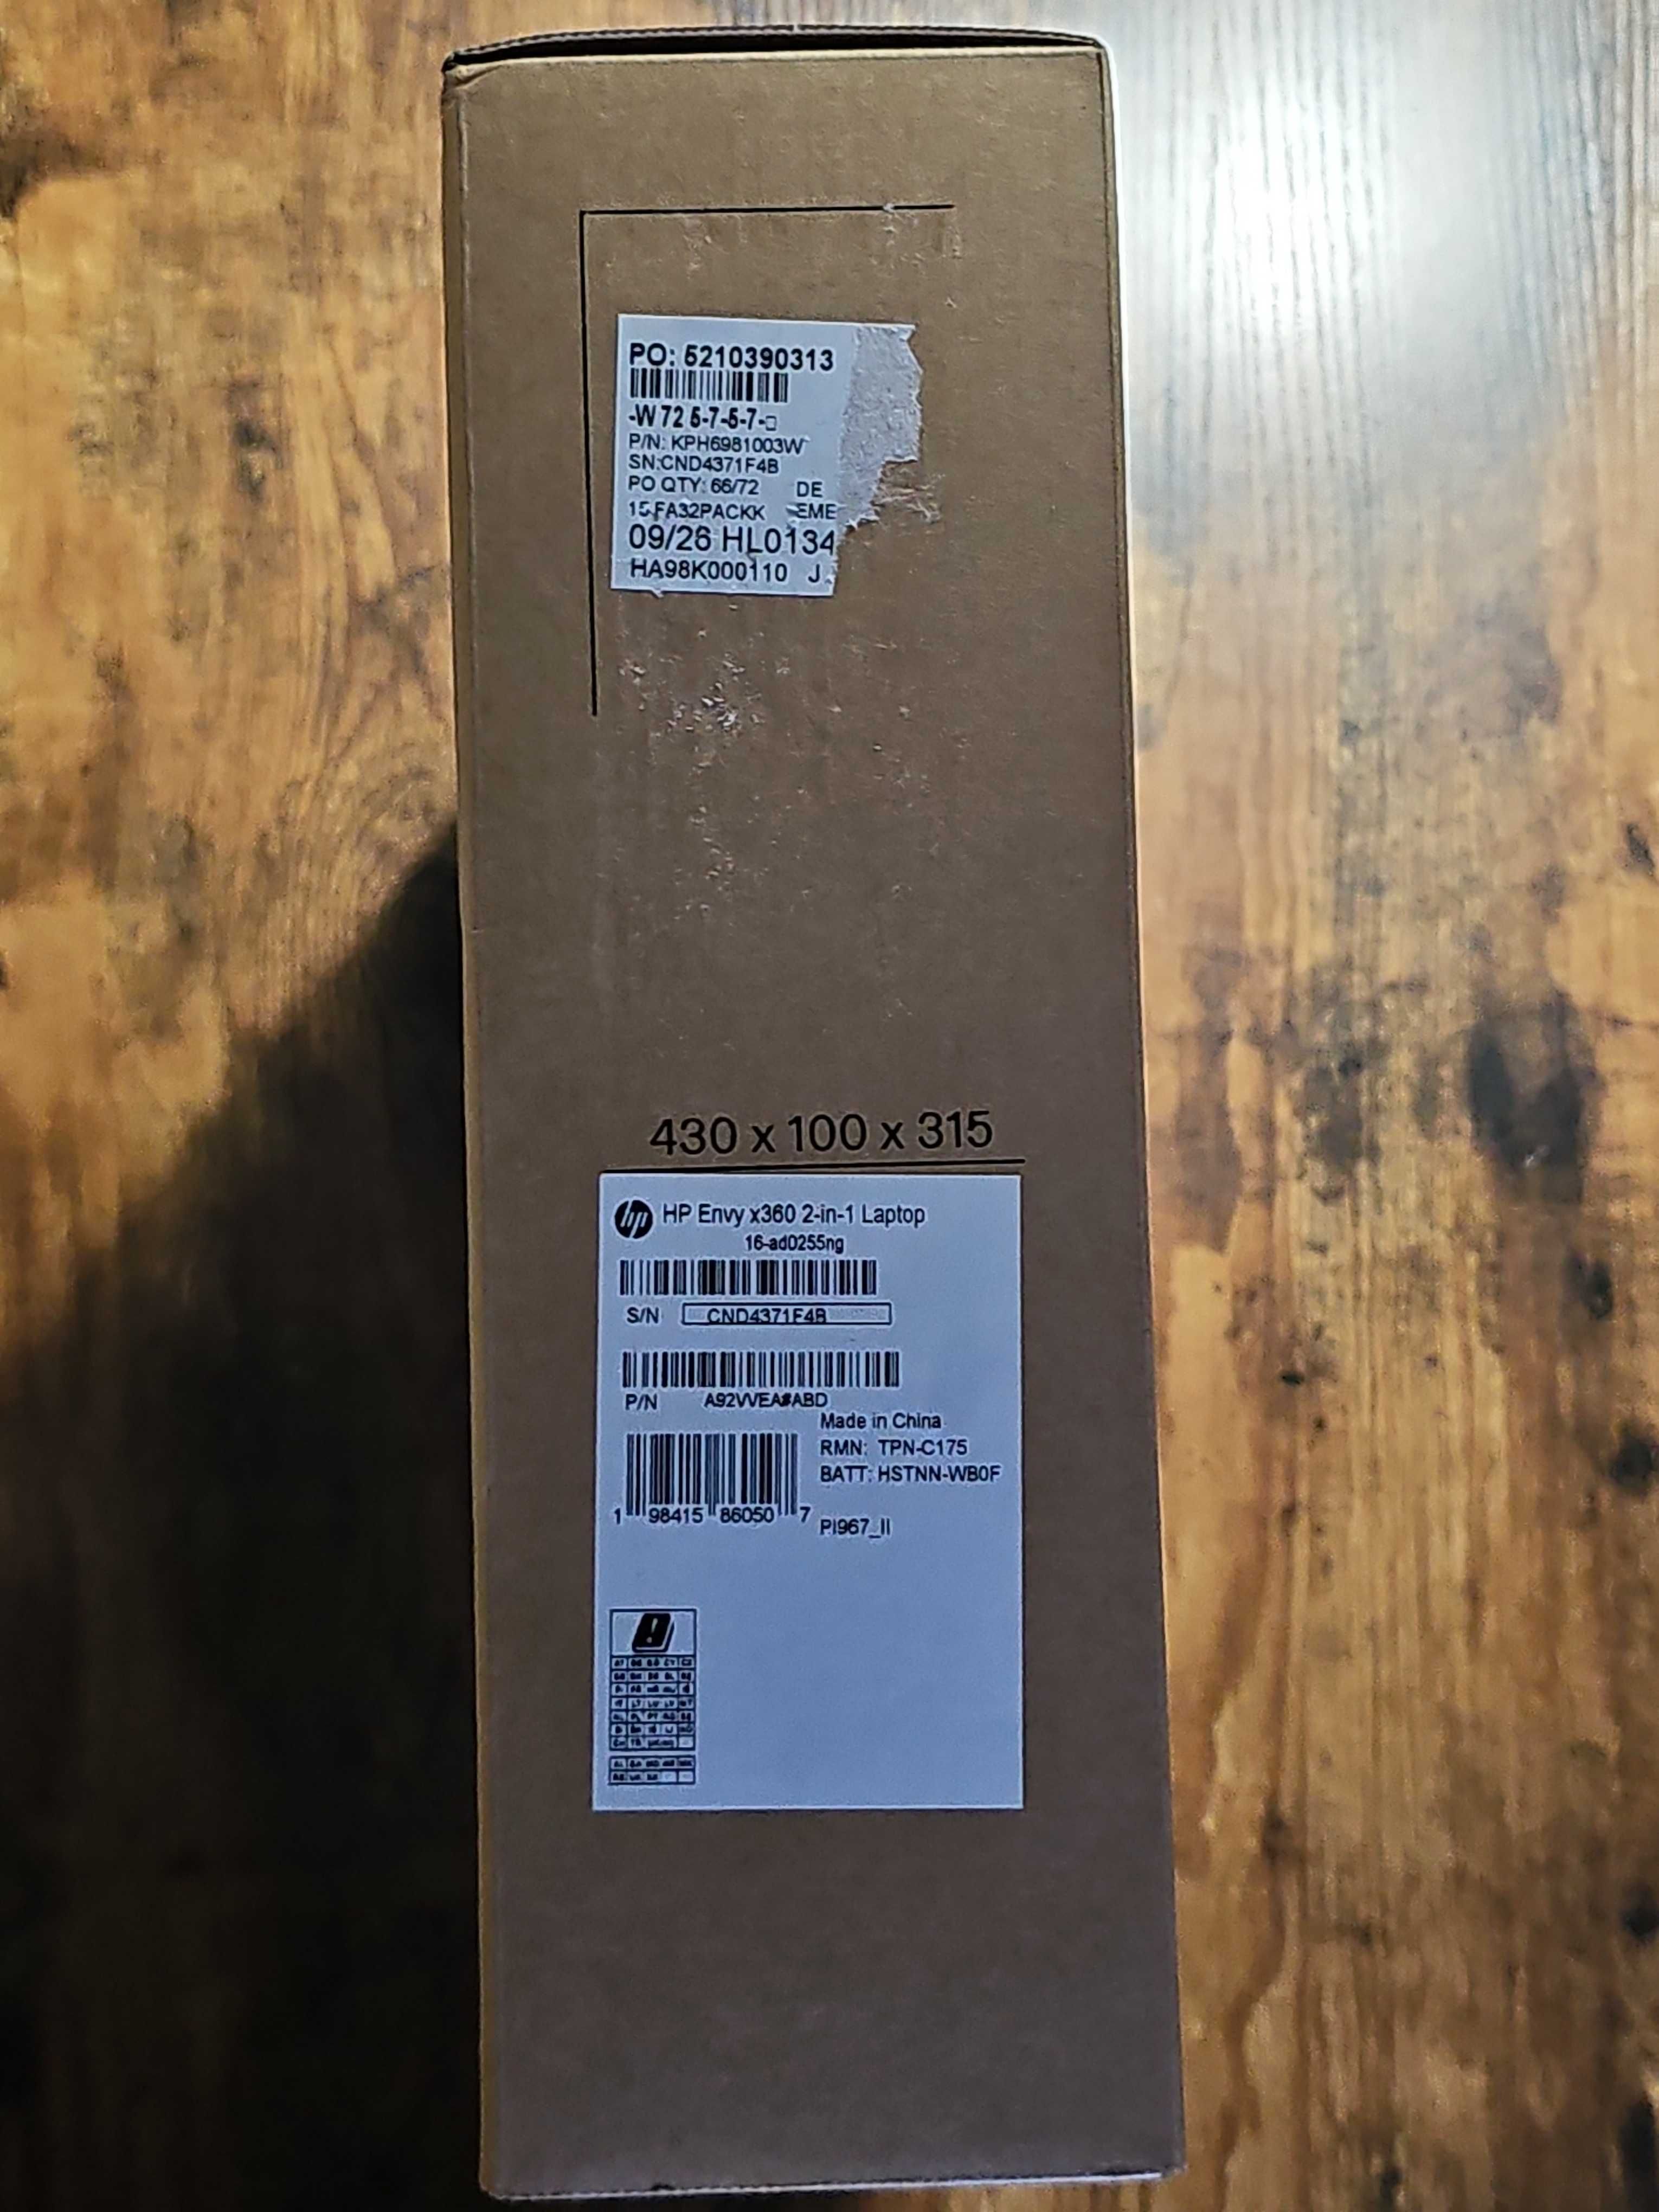 PO: 5210390313
-W 72 5-7-5-7-□
P/N: KPH6981003W
SN:CND4371F4B
PO QTY: 66/72 DE
15-FA32PACKK EME
09/26 HL0134
HA98K000110 J
430 x 100 x 315
hp HP Envy x360 2-in-1 Laptop
16-ad0255ng
S/N CND4371F4B
P/N A92VVEA#ABD
Made in China
RMN: TPN-C175
BATT: HSTNN-WB0F
1 98415 86050 7
PI967_II